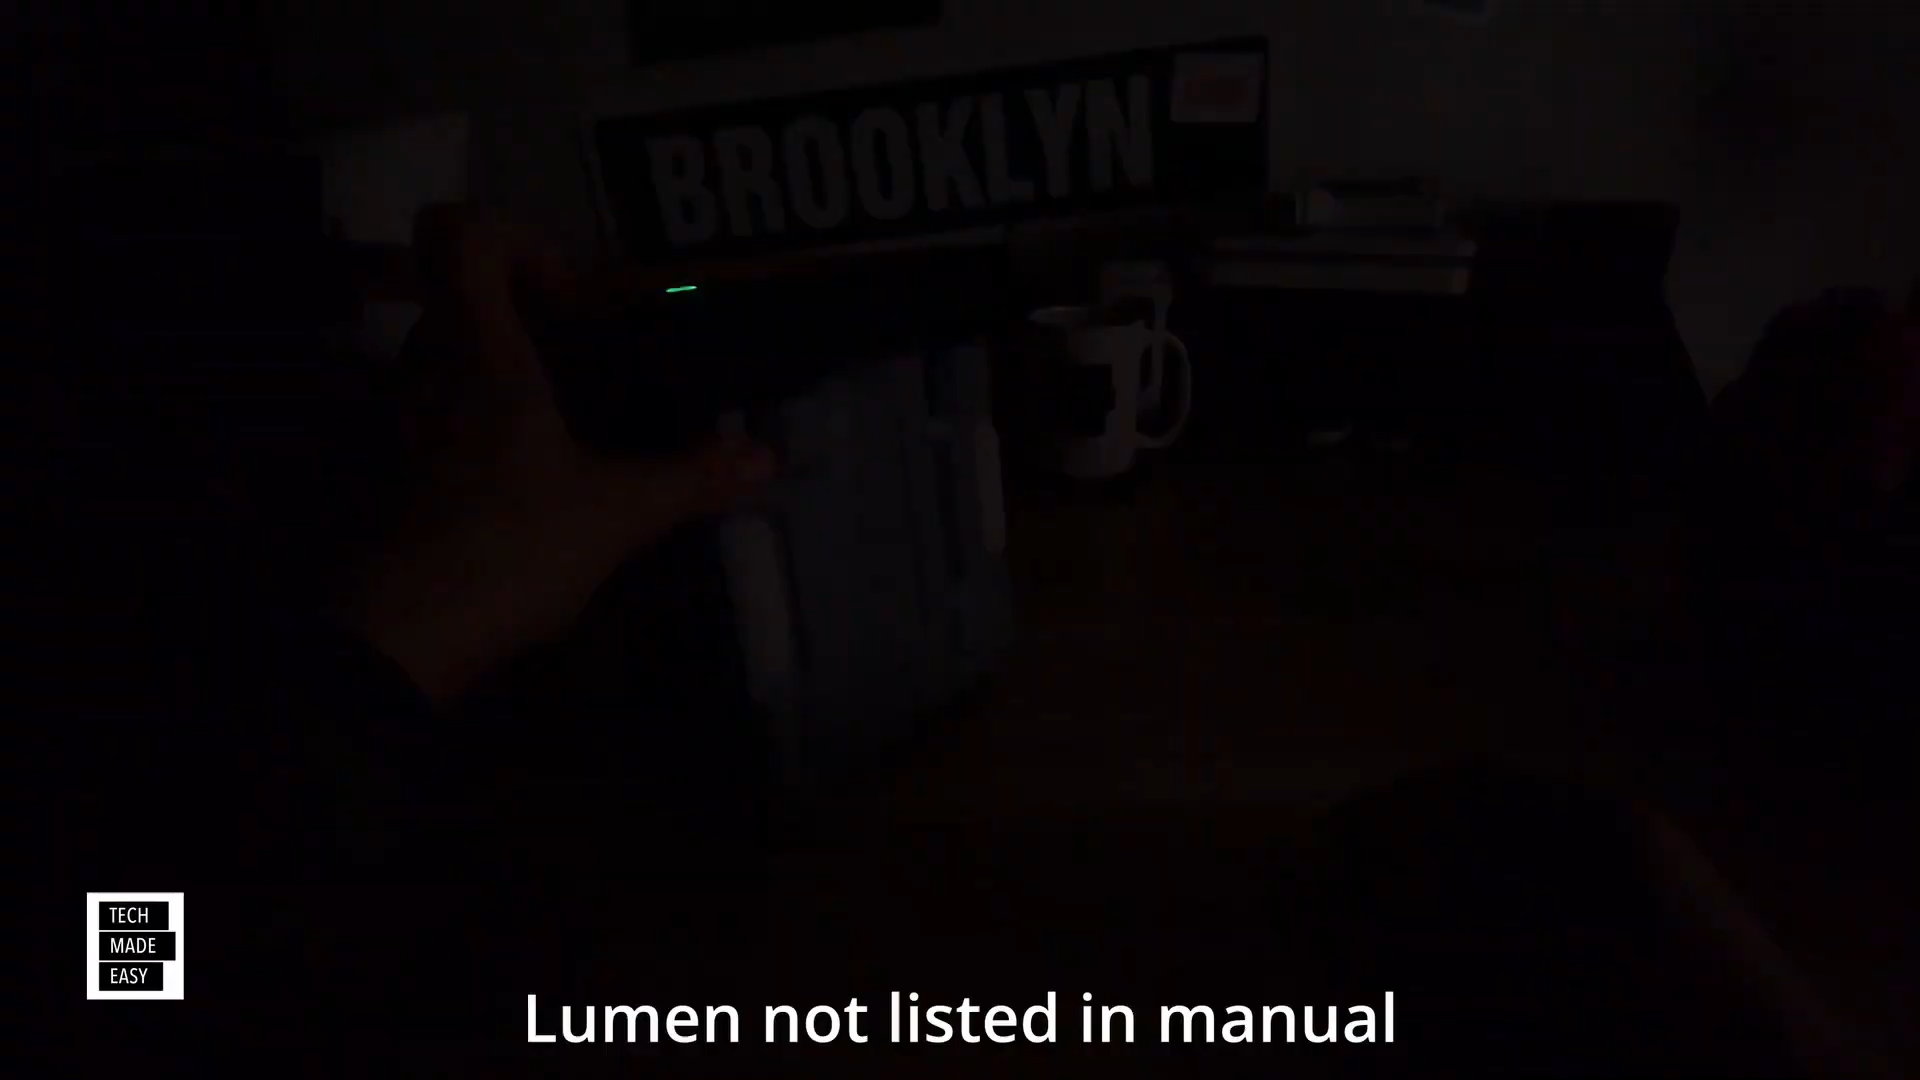 BROOKLYN
TECH
MADE
EASY
Lumen not listed in manual